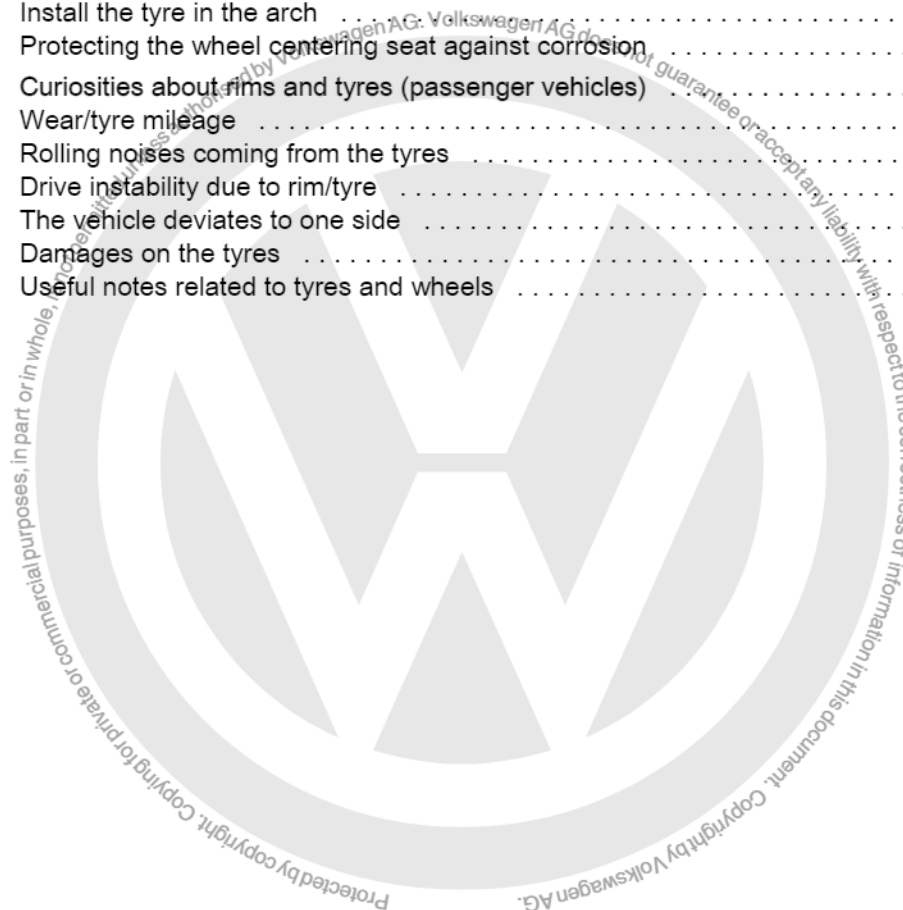 Install the tyre in the arch . . . . . . . . . . . . . . . . . . . . . . . . . . . . . . . . . . . . .
Protecting the wheel centering seat against corrosion . . . . . . . . . . . . . . . .
Curiosities about rims and tyres (passenger vehicles) . . . . . . . . . . . . . . . .
Wear/tyre mileage . . . . . . . . . . . . . . . . . . . . . . . . . . . . . . . . . . . . . . . . . .
Rolling noises coming from the tyres . . . . . . . . . . . . . . . . . . . . . . . . . . . . .
Drive instability due to rim/tyre . . . . . . . . . . . . . . . . . . . . . . . . . . . . . . . . . .
The vehicle deviates to one side . . . . . . . . . . . . . . . . . . . . . . . . . . . . . . . .
Damages on the tyres . . . . . . . . . . . . . . . . . . . . . . . . . . . . . . . . . . . . . . . .
Useful notes related to tyres and wheels . . . . . . . . . . . . . . . . . . . . . . . . . .
Protected by copyright. Copying for private or commercial purposes, in part or in whole, is not permitted unless authorised by Volkswagen AG. Volkswagen AG does not guarantee or accept any liability with respect to the correctness of information in this document. Copyright by Volkswagen AG.